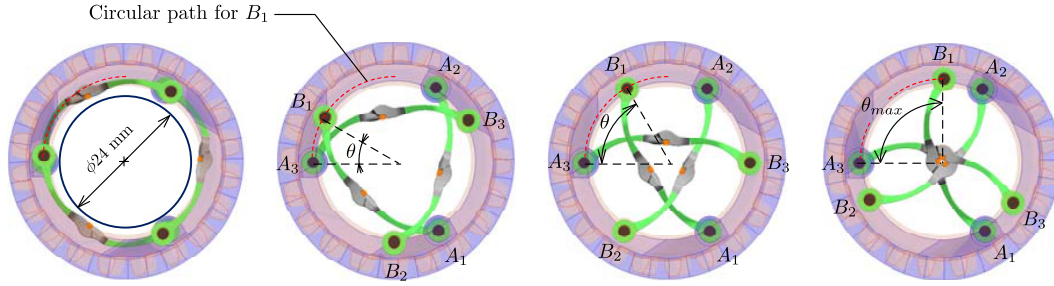 Circular path for B₁
ϕ24 mm
A₂
B₁
B₃
A₃
θ
A₁
B₂
B₁
A₂
θ
A₃
B₃
B₂
A₁
B₁
A₂
θₘₐₓ
A₃
B₂
B₃
A₁